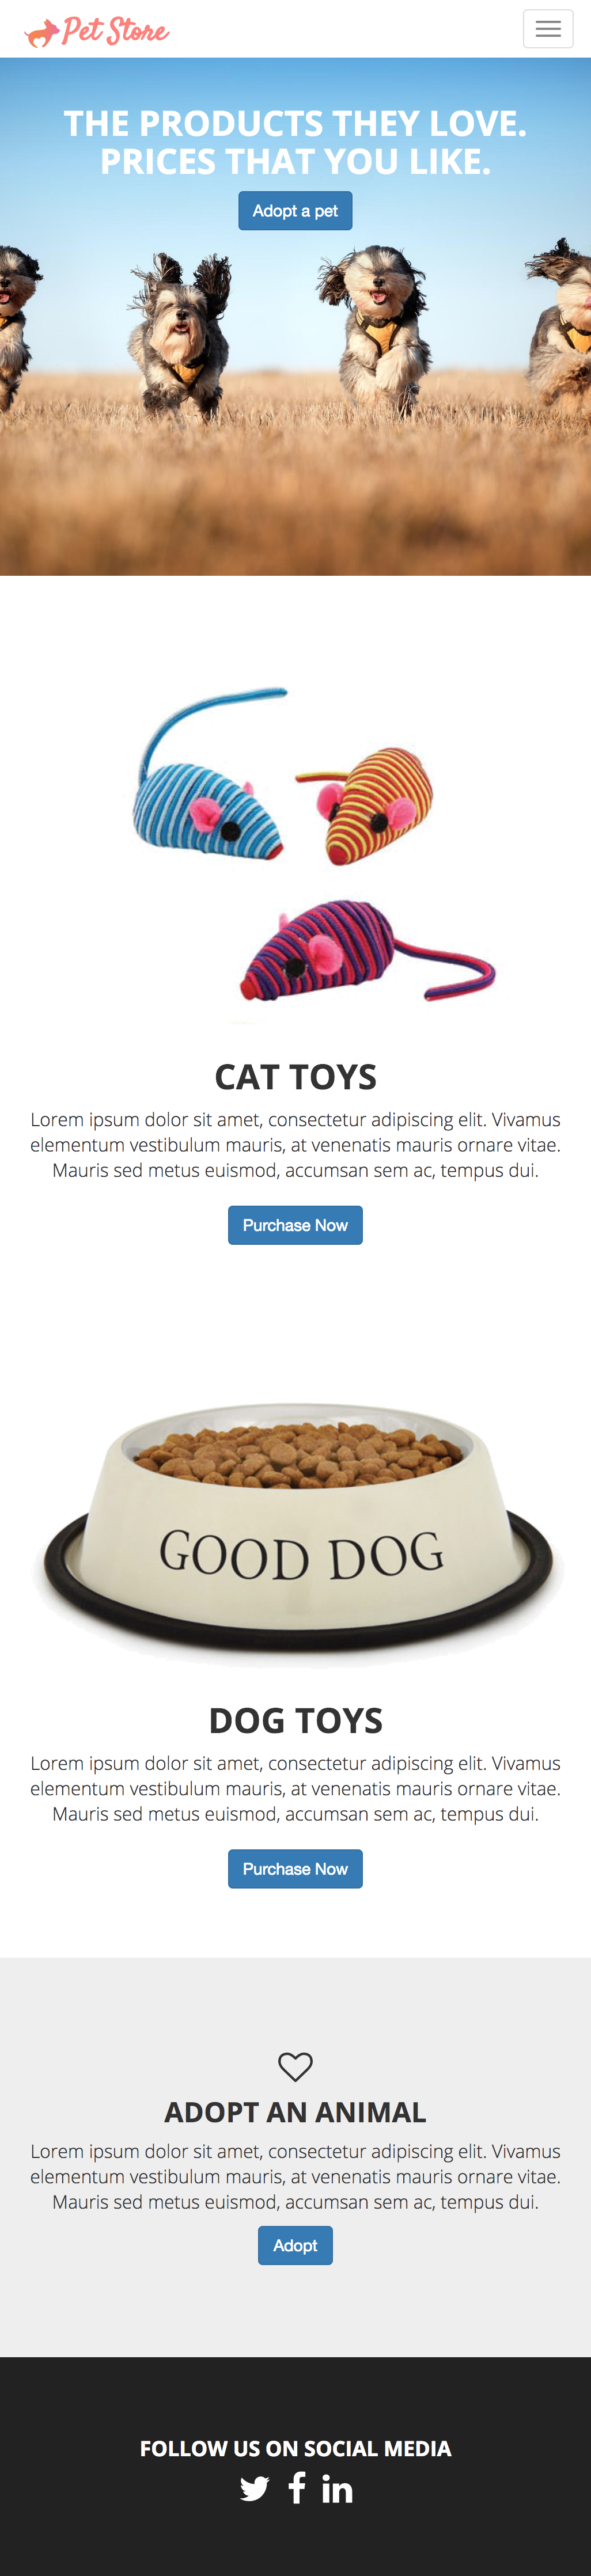 Pet Store
THE PRODUCTS THEY LOVE.
PRICES THAT YOU LIKE.
Adopt a pet
CAT TOYS
Lorem ipsum dolor sit amet, consectetur adipiscing elit. Vivamus
elementum vestibulum mauris, at venenatis mauris ornare vitae.
Mauris sed metus euismod, accumsan sem ac, tempus dui.
Purchase Now
GOOD DOG
DOG TOYS
Lorem ipsum dolor sit amet, consectetur adipiscing elit. Vivamus
elementum vestibulum mauris, at venenatis mauris ornare vitae.
Mauris sed metus euismod, accumsan sem ac, tempus dui.
Purchase Now
ADOPT AN ANIMAL
Lorem ipsum dolor sit amet, consectetur adipiscing elit. Vivamus
elementum vestibulum mauris, at venenatis mauris ornare vitae.
Mauris sed metus euismod, accumsan sem ac, tempus dui.
Adopt
FOLLOW US ON SOCIAL MEDIA